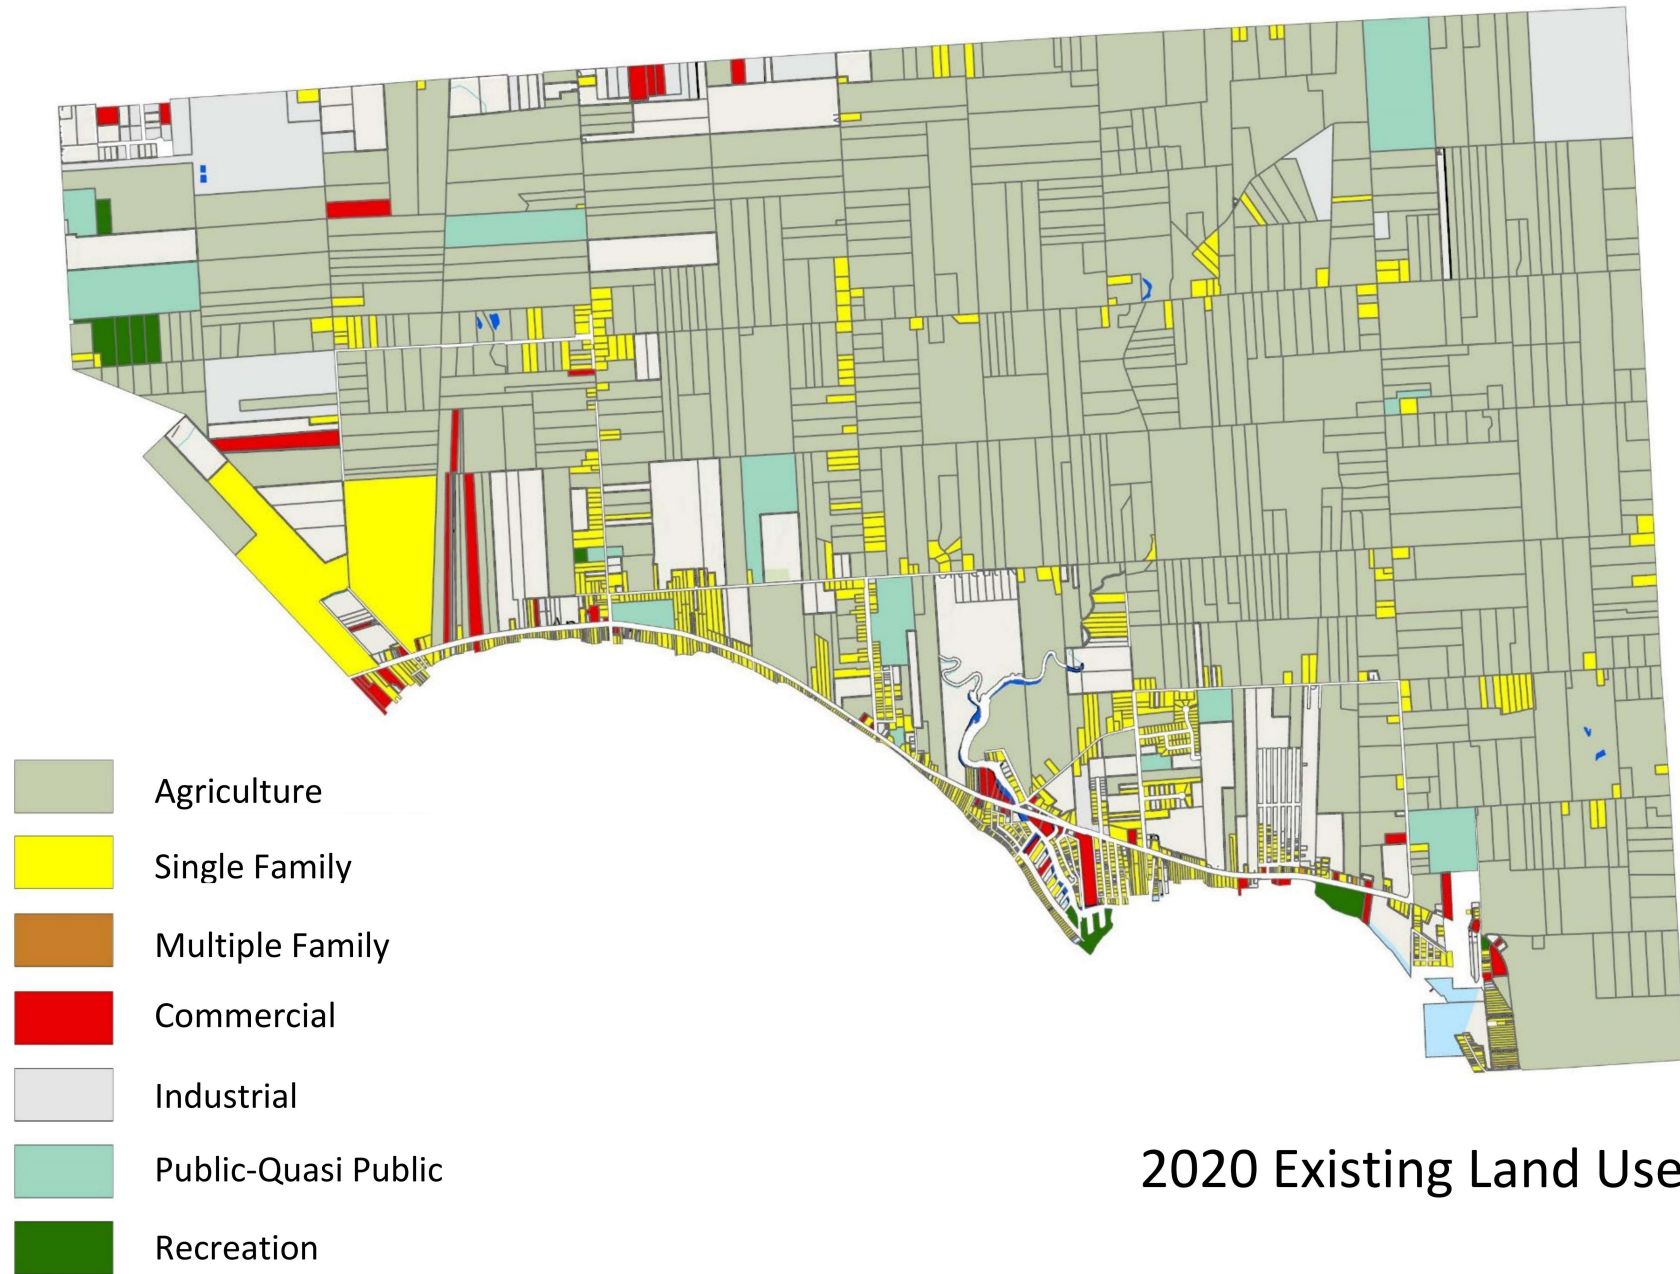 Agriculture
Single Family
Multiple Family
Commercial
Industrial
Public-Quasi Public
Recreation
2020 Existing Land Use